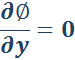 ∂∅/∂y = 0